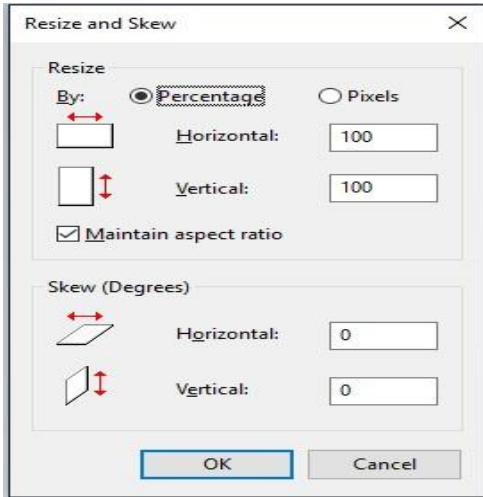 Resize and Skew
Resize
By: Percentage Pixels
Horizontal: 100
Vertical: 100
Maintain aspect ratio
Skew (Degrees)
Horizontal: 0
Vertical: 0
OK Cancel